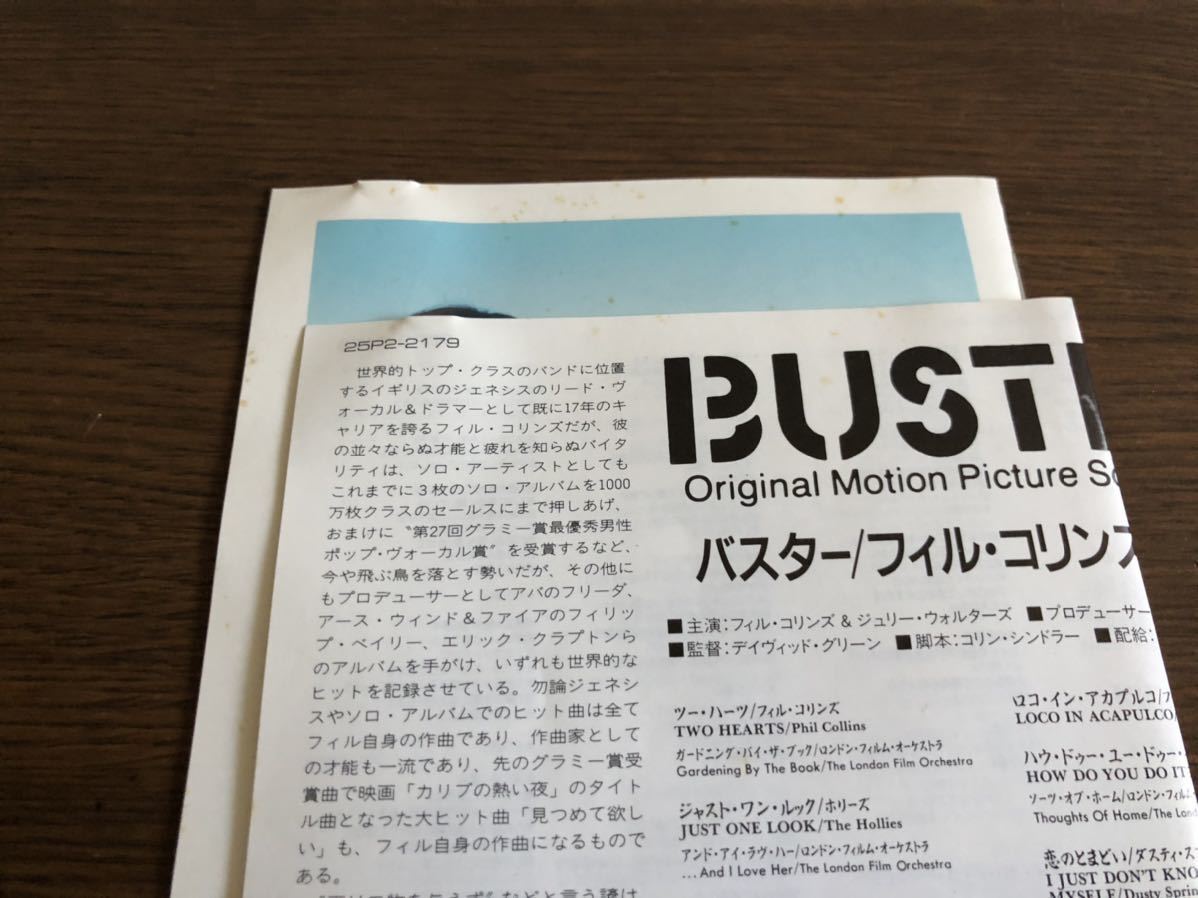 25P2-2179
世界的トップ・クラスのバンドに位置
するイギリスのジェネシスのリード・ヴ
ォーカル&ドラマーとして既に17年のキ
ャリアを誇るフィル・コリンズだが、彼
の並々ならぬ才能と疲れを知らぬバイタ
リティは、ソロ・アーティストとしても
これまでに3枚のソロ・アルバムを1000
万枚クラスのセールスにまで押しあげ、
おまけに〝第27回グラミー賞最優秀男性
ポップ・ヴォーカル賞〟を受賞するなど、
今や飛ぶ鳥を落とす勢いだが、その他に
もプロデューサーとしてアバのフリーダ、
アース・ウィンド&ファイアのフィリッ
プ・ベイリー、エリック・クラプトンら
のアルバムを手がけ、いずれも世界的な
ヒットを記録させている。勿論ジェネシ
スやソロ・アルバムでのヒット曲は全て
フィル自身の作曲であり、作曲家として
の才能も一流であり、先のグラミー賞受
賞曲で映画「カリブの熱い夜」のタイト
ル曲となった大ヒット曲「見つめて欲し
い」も、フィル自身の作曲になるもので
ある。
BUST
Original Motion Picture
バスター/フィル・コリンズ
■主演:フィル・コリンズ&ジュリー・ウォルターズ ■プロデューサー
■監督:デイヴィッド・グリーン ■脚本:コリン・シンドラー ■配給:
ツー・ハーツ/フィル・コリンズ
TWO HEARTS/Phil Collins
ガードニング・バイ・ザ・ブック/ロンドン・フィルム・オーケストラ
Gardening By The Book/The London Film Orchestra
ジャスト・ワン・ルック/ホリーズ
JUST ONE LOOK/The Hollies
アンド・アイ・ラヴ・ハー/ロンドン・フィルム・オーケストラ
...And I Love Her/The London Film Orchestra
ロコ・イン・アカプルコ/
LOCO IN ACAPULCO/
ハウ・ドゥー・ユー・ドゥー・
HOW DO YOU DO IT
ソーツ・オブ・ホーム/ロンドン・フィル
Thoughts Of Home/The
恋のとまどい/ダスティ・ス
I JUST DON'T KNO
MYSELF/Dusty Sprin